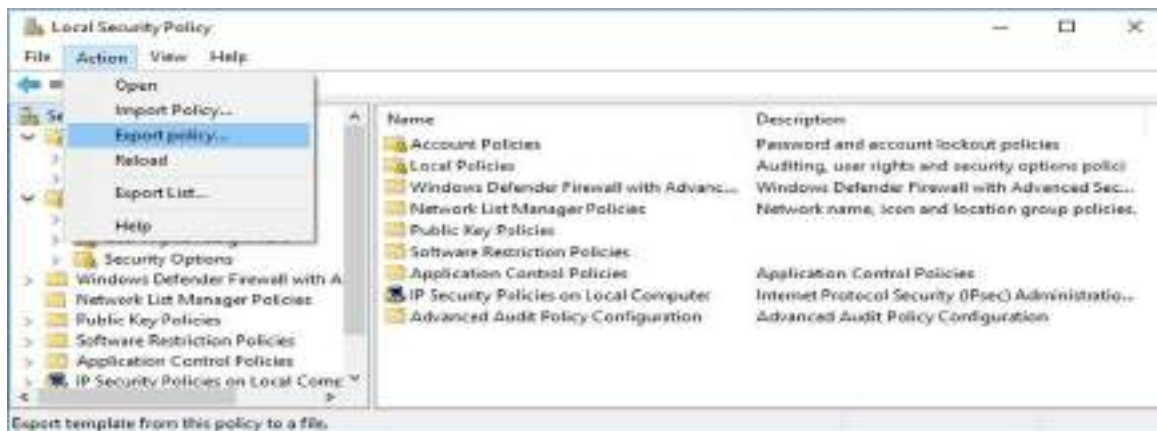 Local Security Policy
File Action View Help
Open
Import Policy...
Export policy...
Reload
Export List...
Help
Se
Security Options
Windows Defender Firewall with A
Network List Manager Policies
Public Key Policies
Software Restriction Policies
Application Control Policies
IP Security Policies on Local Comp
Name Description
Account Policies Password and account lockout policies
Local Policies Auditing, user rights and security options polici
Windows Defender Firewall with Advanc... Windows Defender Firewall with Advanced Sec...
Network List Manager Policies Network name, icon and location group policies.
Public Key Policies
Software Restriction Policies
Application Control Policies Application Control Policies
IP Security Policies on Local Computer Internet Protocol Security (IPsec) Administratio...
Advanced Audit Policy Configuration Advanced Audit Policy Configuration
Export template from this policy to a file.